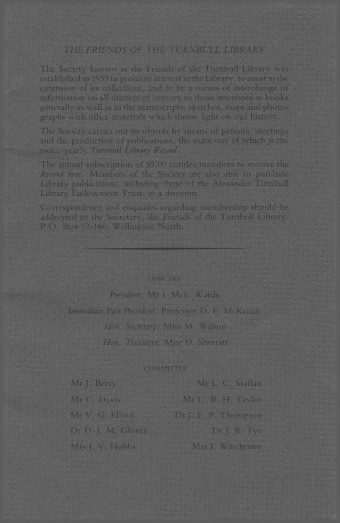 THE FRIENDS OF THE TURNBULL LIBRARY
The Society known as the Friends of the Turnbull Library was
established in 1939 to promote interest in the Library, to assist in the
extension of its collections, and to be a means of interchange of
information on all matters of concern to those interested in books
generally as well as in the manuscripts, sketches, maps and photo-
graphs with other materials which throw light on our history.
The Society carries out its objects by means of periodic meetings
and the production of publications, the main one of which is the
twice-yearly Turnbull Library Record.
The annual subscription of $5.00 entitles members to receive the
Record free. Members of the Society are also able to purchase
Library publications, including those of the Alexander Turnbull
Library Endowment Trust, at a discount.
Correspondence and enquiries regarding membership should be
addressed to the Secretary, the Friends of the Turnbull Library,
P.O. Box 12-186, Wellington North.
OFFICERS
President: Mr I. McL. Wards
Immediate Past President: Professor D. F. McKenzie
Hon. Secretary: Miss M. Walton
Hon. Treasurer: Miss D. Sherratt
COMMITTEE
Mr J. Berry Mr L. C. Staffan
Mr C. Davis Mr C. R. H. Taylor
Mr V. G. Elliott Dr J. E. P. Thompson
Dr D. I. M. Glover Dr J. R. Tye
Mrs J. V. Hobbs Mrs I. Winchester